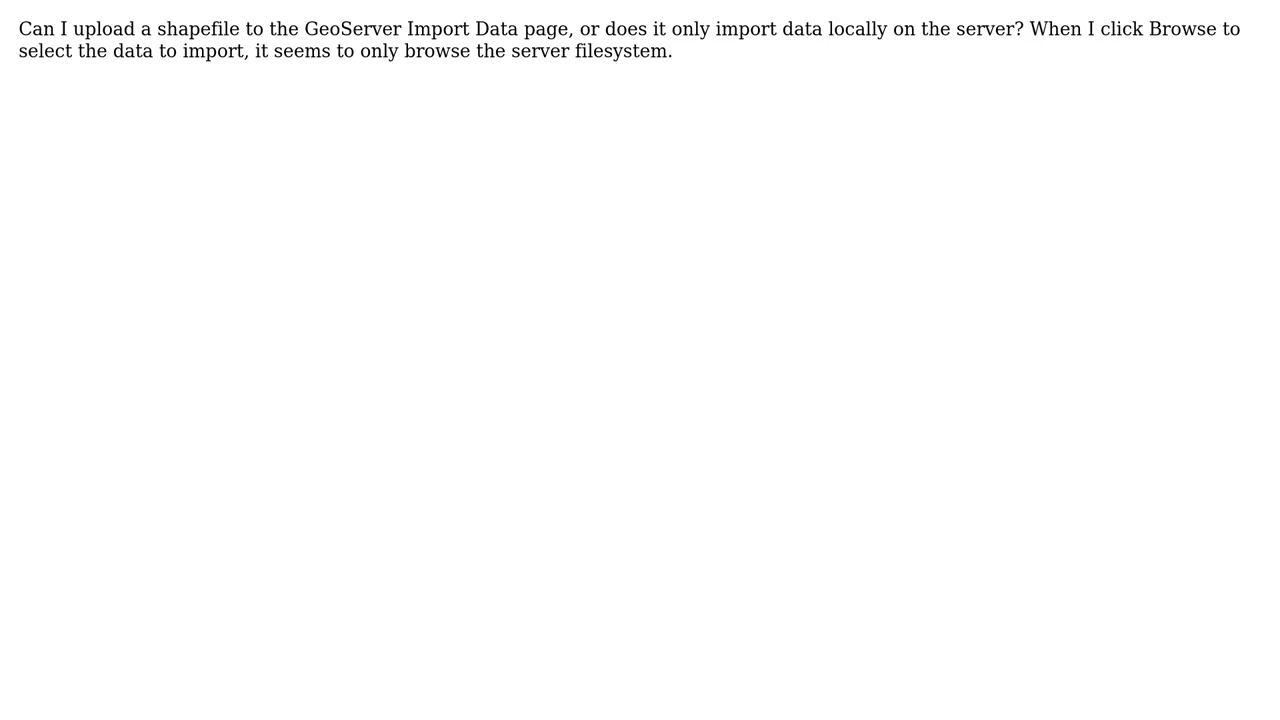 Can I upload a shapefile to the GeoServer Import Data page, or does it only import data locally on the server? When I click Browse to
select the data to import, it seems to only browse the server filesystem.